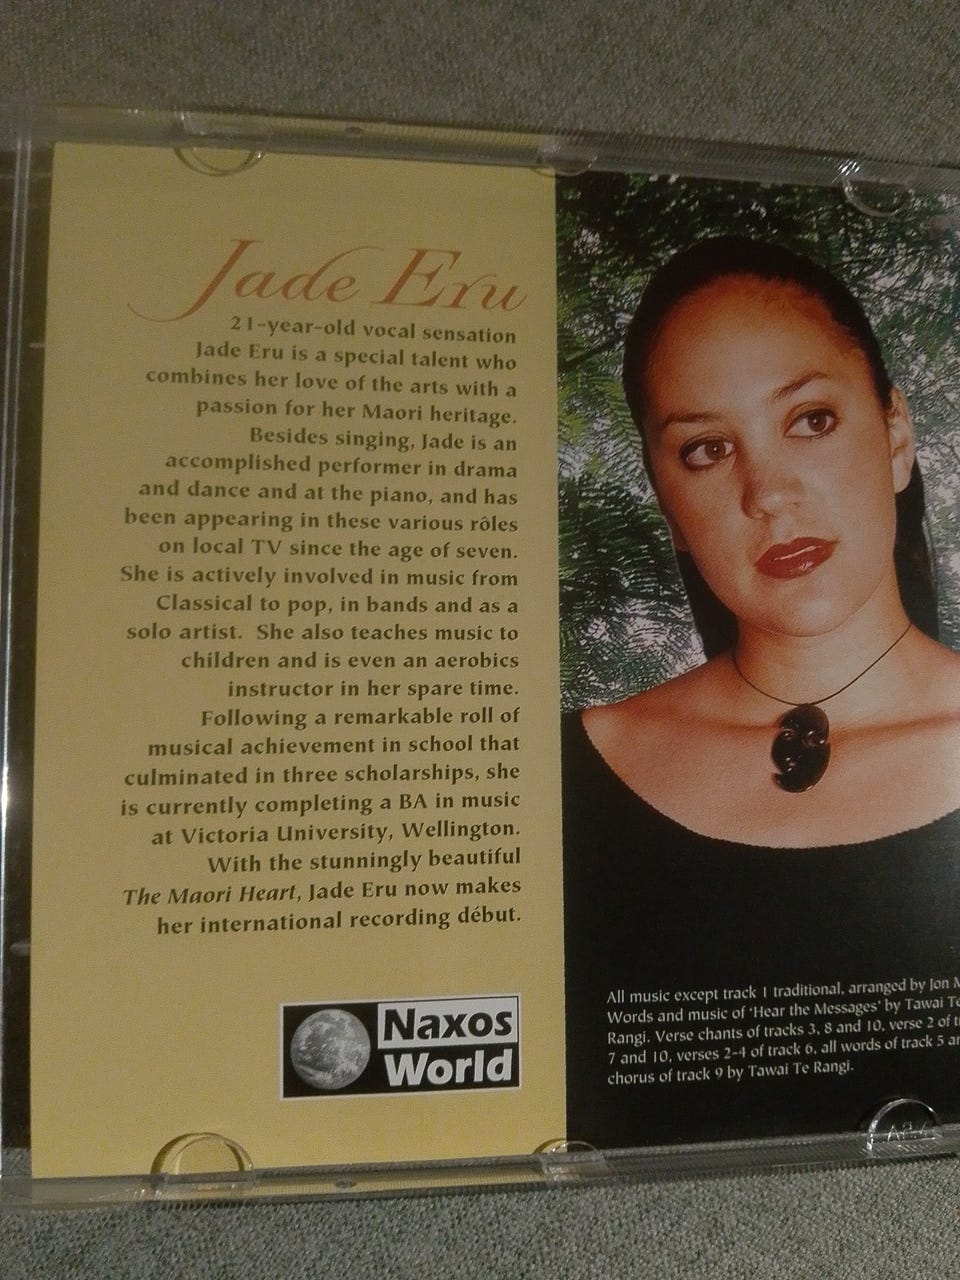 Jade Eru
21-year-old vocal sensation
Jade Eru is a special talent who
combines her love of the arts with a
passion for her Maori heritage.
Besides singing, Jade is an
accomplished performer in drama
and dance and at the piano, and has
been appearing in these various rôles
on local TV since the age of seven.
She is actively involved in music from
Classical to pop, in bands and as a
solo artist. She also teaches music to
children and is even an aerobics
instructor in her spare time.
Following a remarkable roll of
musical achievement in school that
culminated in three scholarships, she
is currently completing a BA in music
at Victoria University, Wellington.
With the stunningly beautiful
The Maori Heart, Jade Eru now makes
her international recording début.
Naxos
World
All music except track 1 traditional, arranged by Jon
Words and music of ‘Hear the Messages’ by Tawai Te
Rangi. Verse chants of tracks 3, 8 and 10, verse 2 of
7 and 10, verses 2-4 of track 6, all words of track 5
chorus of track 9 by Tawai Te Rangi.